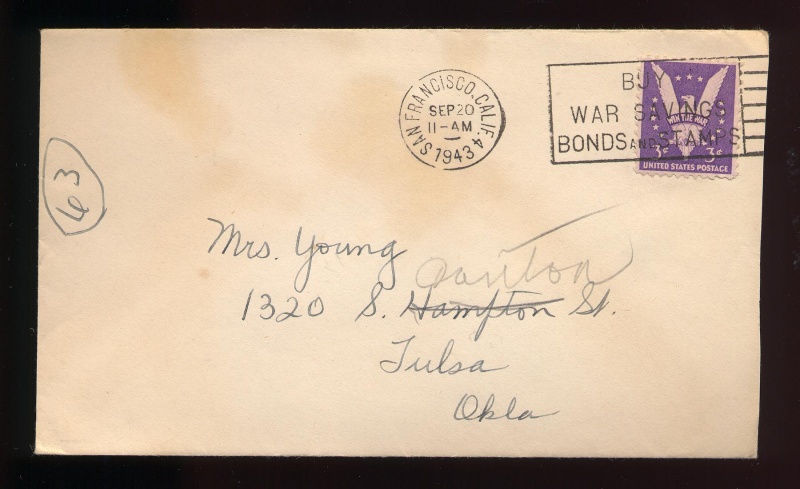 SAN FRANCISCO, CALIF. 4
SEP 20
11-AM
1943
BUY
WAR SAVINGS
BONDS AND STAMPS
WIN THE WAR
3¢ 3¢
UNITED STATES POSTAGE
63
Mrs. Young
Canton
1320 S. Hampton St.
Tulsa
Okla